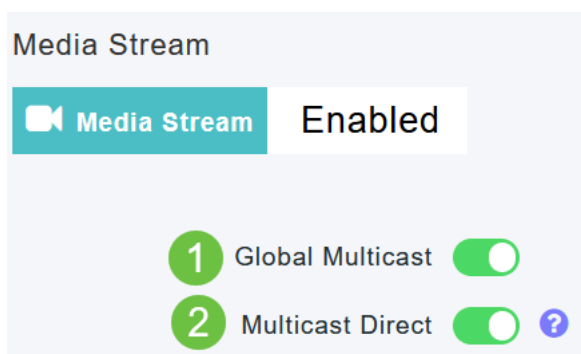 Media Stream
Media Stream Enabled
1 Global Multicast
2 Multicast Direct ?